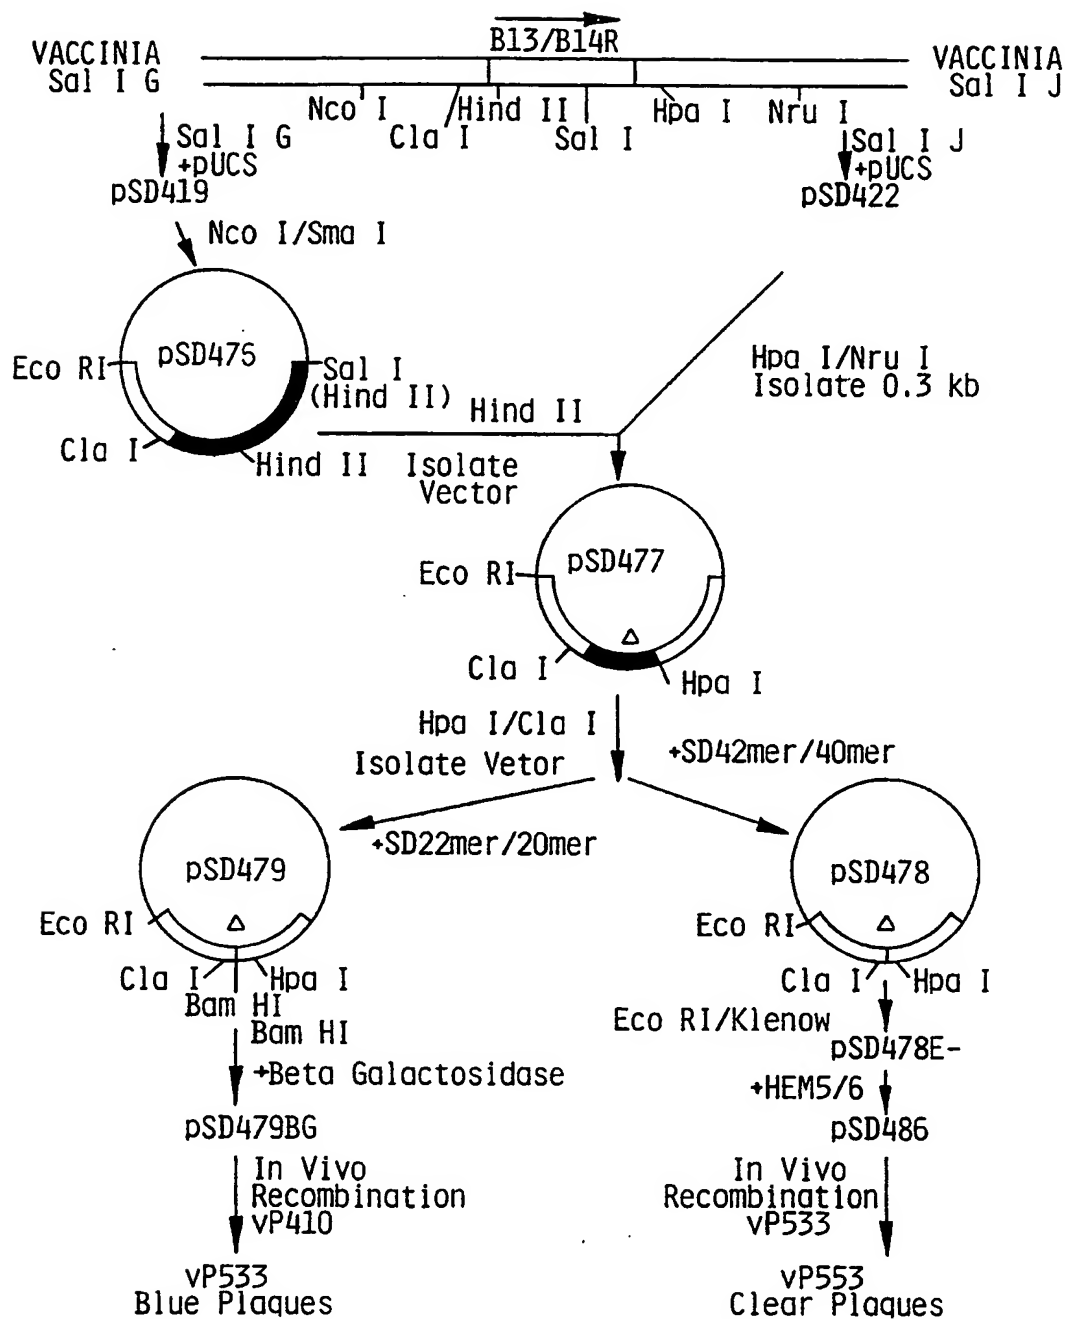 B13/B14R
VACCINIA
Sal I G
VACCINIA
Sal I J
Nco I
Cla I
Hind II
Sal I
Hpa I
Nru I
Sal I G
+pUCS
pSD419
Sal I J
+pUCS
pSD422
Nco I/Sma I
pSD475
Eco RI
Sal I
(Hind II)
Cla I
Hind II
Hind II
Isolate
Vector
Hpa I/Nru I
Isolate 0.3 kb
pSD477
Eco RI
△
Cla I
Hpa I
Hpa I/Cla I
Isolate Vetor
+SD42mer/40mer
+SD22mer/20mer
pSD479
Eco RI
△
Cla I
Hpa I
Bam HI
Bam HI
+Beta Galactosidase
pSD479BG
In Vivo
Recombination
vP410
vP533
Blue Plaques
pSD478
Eco RI
△
Cla I
Hpa I
Eco RI/Klenow
pSD478E-
+HEM5/6
pSD486
In Vivo
Recombination
vP533
vP553
Clear Plaques